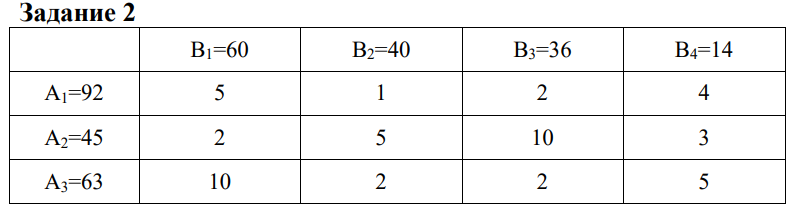 Задание 2
B₁=60 B₂=40 B₃=36 B₄=14
A₁=92 5 1 2 4
A₂=45 2 5 10 3
A₃=63 10 2 2 5